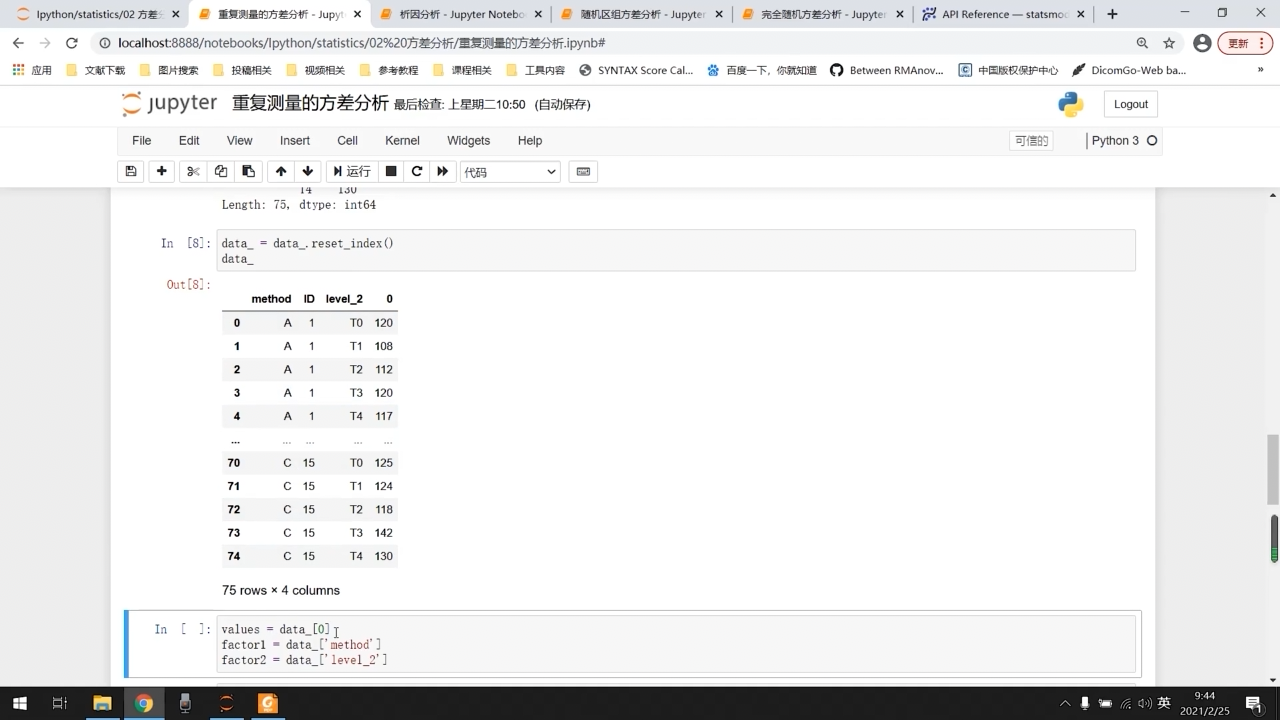 lpython/statistics/02 方差分
重复测量的方差分析 - Jupyter
析因分析 - Jupyter Notebo
随机区组方差分析 - Jupyter
完全随机方差分析 - Jupyter
API Reference — statsmod
localhost:8888/notebooks/lpython/statistics/02%20方差分析/重复测量的方差分析.ipynb#
更新
应用
文献下载
图片搜索
投稿相关
视频相关
参考教程
课程相关
工具内容
SYNTAX Score Cal...
百度一下，你就知道
Between RMAnov...
中国版权保护中心
DicomGo-Web ba...
»
jupyter 重复测量的方差分析 最后检查: 上星期二10:50 (自动保存)
Logout
File Edit View Insert Cell Kernel Widgets Help
可信的
Python 3
运行
代码
14 130
Length: 75, dtype: int64
In [8]: data_ = data_.reset_index()
data_
Out[8]:
method ID level_2 0
0 A 1 T0 120
1 A 1 T1 108
2 A 1 T2 112
3 A 1 T3 120
4 A 1 T4 117
... ... ... ... ...
70 C 15 T0 125
71 C 15 T1 124
72 C 15 T2 118
73 C 15 T3 142
74 C 15 T4 130
75 rows × 4 columns
In [ ]: values = data_[0]
factor1 = data_['method']
factor2 = data_['level_2']
英
9:44
2021/2/25